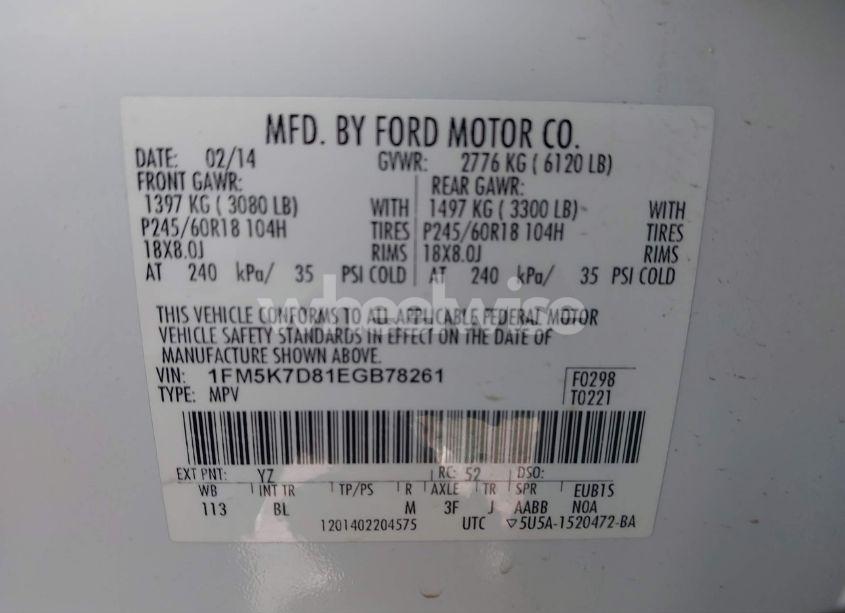 MFD. BY FORD MOTOR CO.
DATE: 02/14 GVWR: 2776 KG ( 6120 LB)
FRONT GAWR: REAR GAWR:
1397 KG ( 3080 LB) WITH 1497 KG ( 3300 LB) WITH
P245/60R18 104H TIRES P245/60R18 104H TIRES
18X8.0J RIMS 18X8.0J RIMS
AT 240 kPa/ 35 PSI COLD AT 240 kPa/ 35 PSI COLD
wheelwise
THIS VEHICLE CONFORMS TO ALL APPLICABLE FEDERAL MOTOR
VEHICLE SAFETY STANDARDS IN EFFECT ON THE DATE OF
MANUFACTURE SHOWN ABOVE.
VIN: 1FM5K7D81EGB78261 F0298
TYPE: MPV T0221
EXT PNT: YZ RC: 52 DSO:
WB INT TR TP/PS R AXLE TR SPR EUB1S
113 BL M 3F J AABB N0A
1201402204575 UTC ▽5U5A-1520472-BA